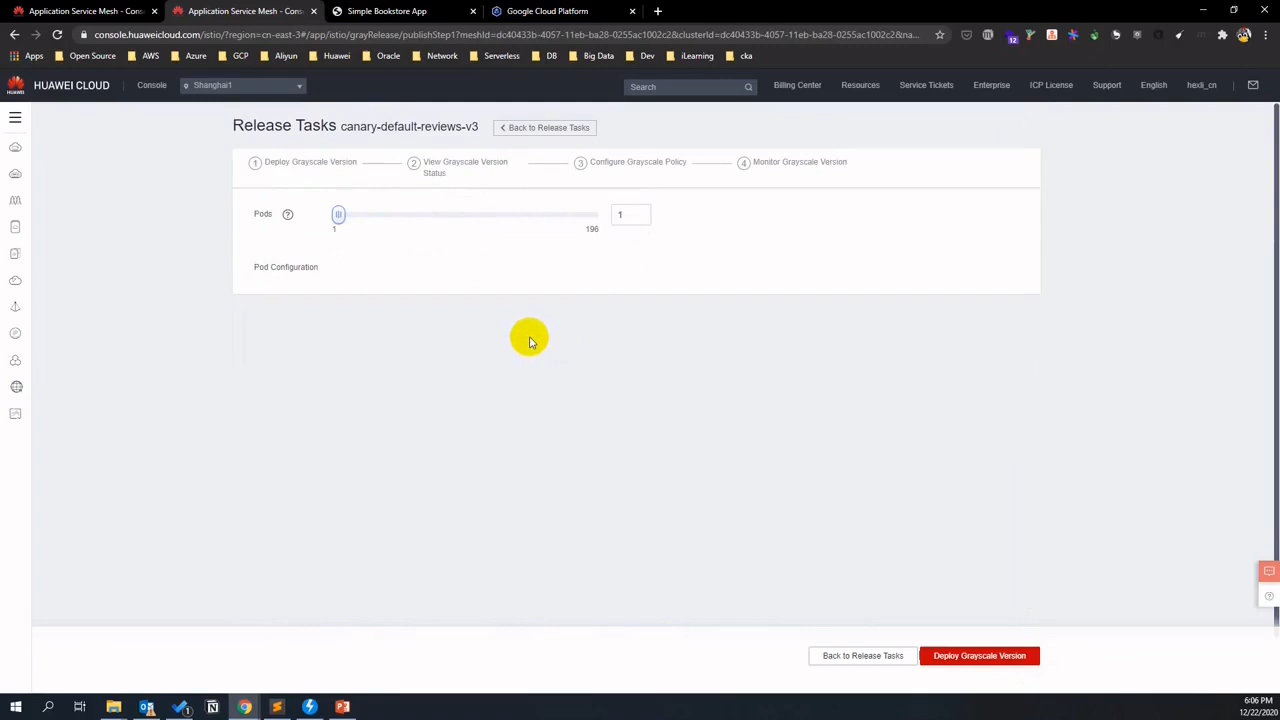 Application Service Mesh - Cons
Application Service Mesh - Cons
Simple Bookstore App
Google Cloud Platform
console.huaweicloud.com/istio/?region=cn-east-3#/app/istio/grayRelease/publishStep1?meshId=dc40433b-4716-11eb-ba28-0255ac1002c2&clusterId=dc40433b-4716-11eb-ba28-0255ac1002c2&na...
12
Apps
Open Source
AWS
Azure
GCP
Aliyun
Huawei
Oracle
Network
Serverless
DB
Big Data
Dev
iLearning
cka
HUAWEI
HUAWEI CLOUD
Console
Shanghai1
Search
Billing Center
Resources
Service Tickets
Enterprise
ICP License
Support
English
hexli_cn
Release Tasks canary-default-reviews-v3
Back to Release Tasks
1 Deploy Grayscale Version
2 View Grayscale Version
Status
3 Configure Grayscale Policy
4 Monitor Grayscale Version
Pods
1
1
196
Pod Configuration
Back to Release Tasks
Deploy Grayscale Version
6:06 PM
12/22/2020